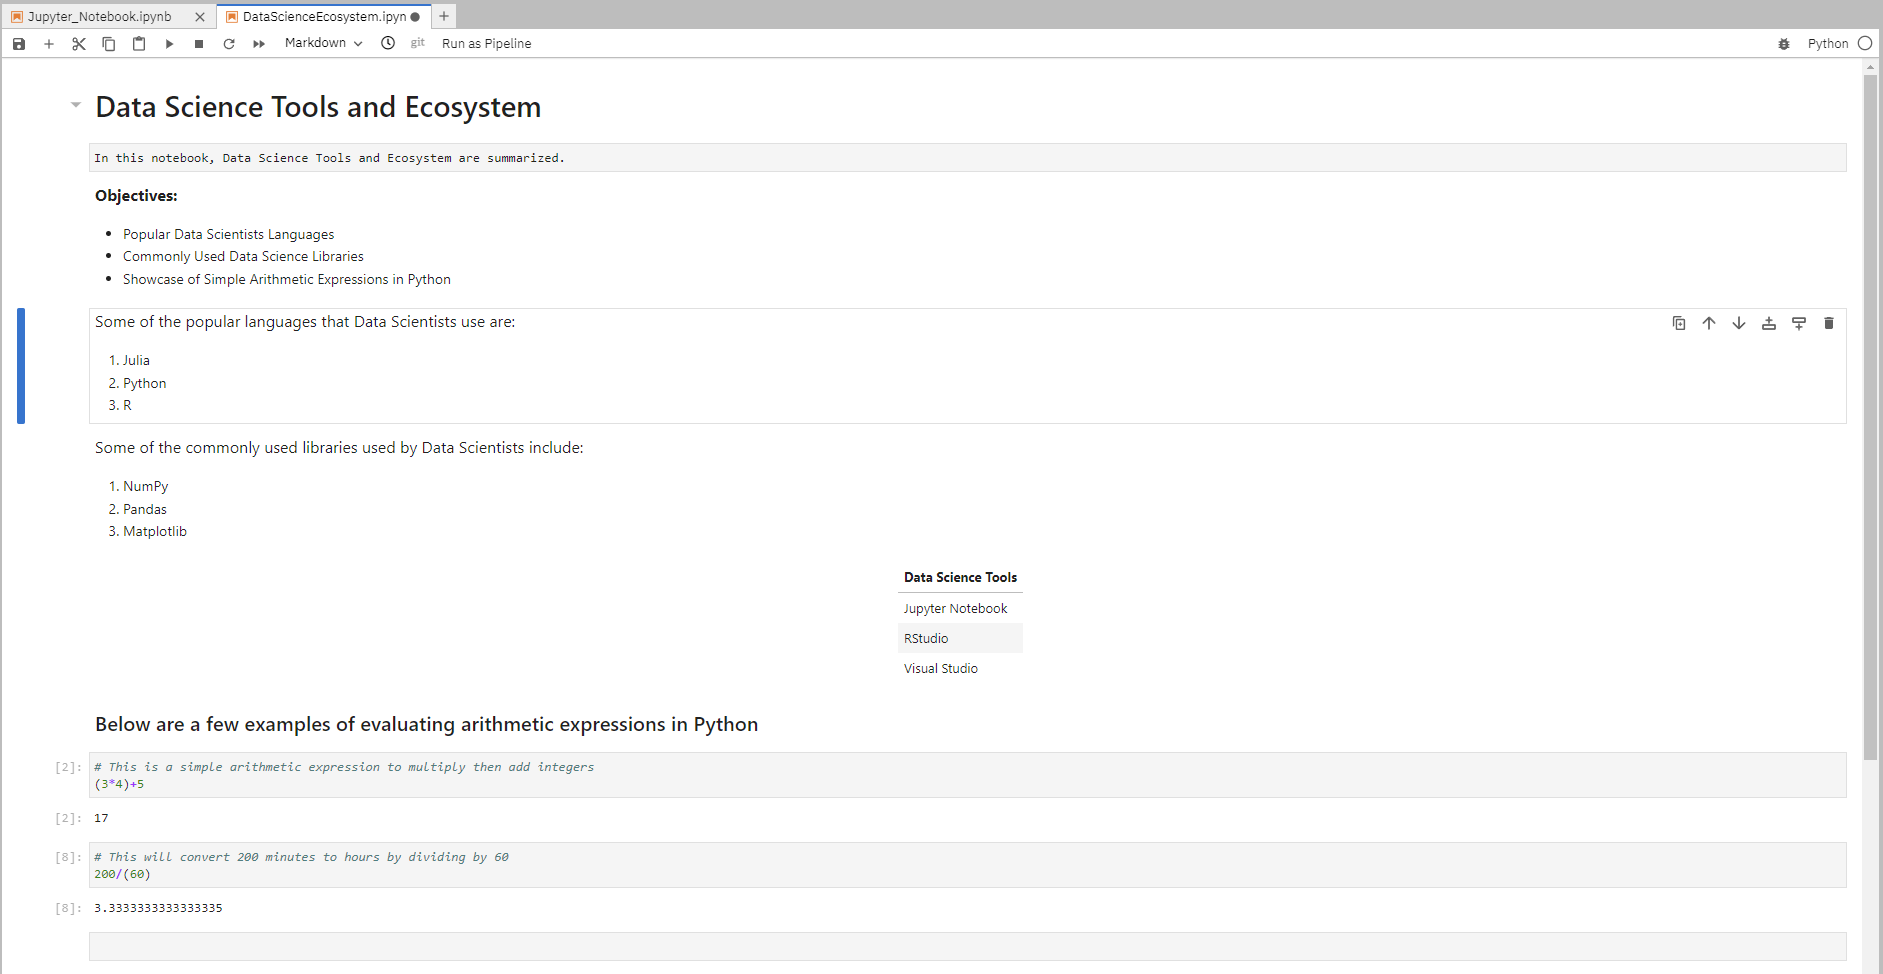 Jupyter_Notebook.ipynb
DataScienceEcosystem.ipyn
Markdown
git
Run as Pipeline
Python
Data Science Tools and Ecosystem
In this notebook, Data Science Tools and Ecosystem are summarized.
Objectives:
Popular Data Scientists Languages
Commonly Used Data Science Libraries
Showcase of Simple Arithmetic Expressions in Python
Some of the popular languages that Data Scientists use are:
1. Julia
2. Python
3. R
Some of the commonly used libraries used by Data Scientists include:
1. NumPy
2. Pandas
3. Matplotlib
Data Science Tools
Jupyter Notebook
RStudio
Visual Studio
Below are a few examples of evaluating arithmetic expressions in Python
[2]: # This is a simple arithmetic expression to multiply then add integers
(3*4)+5
[2]: 17
[8]: # This will convert 200 minutes to hours by dividing by 60
200/(60)
[8]: 3.3333333333333335